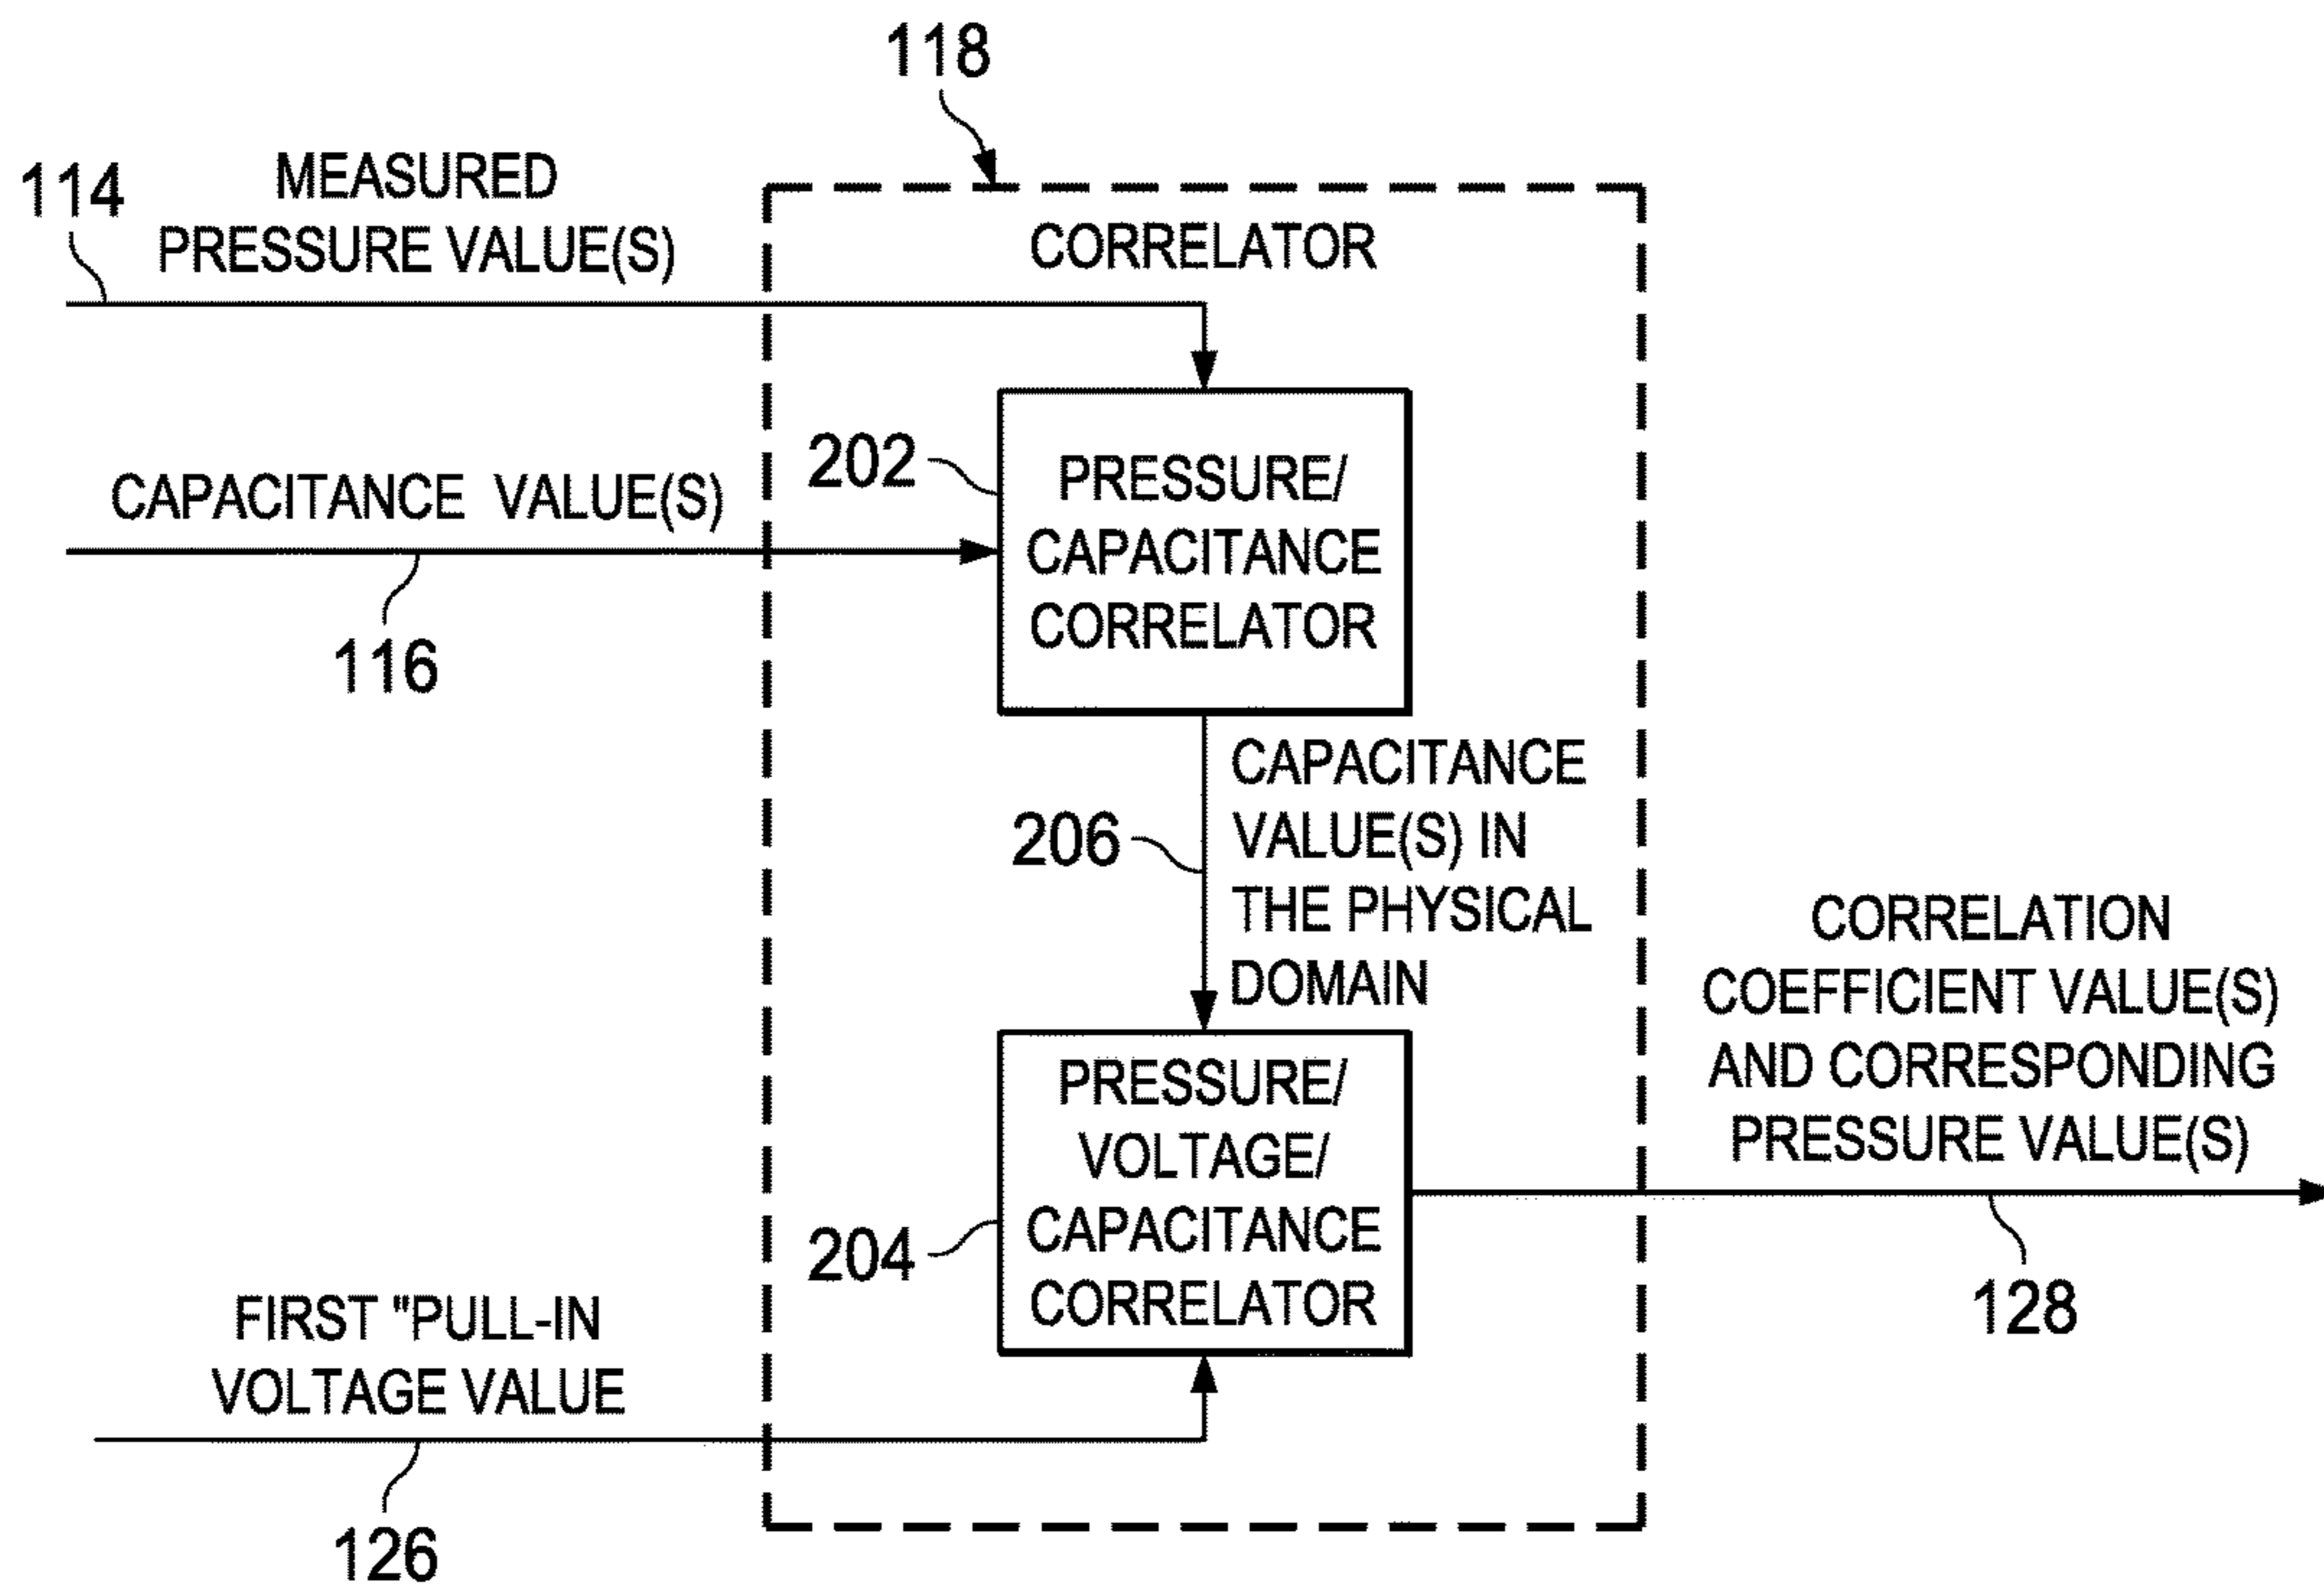 118
114
MEASURED
PRESSURE VALUE(S)
CORRELATOR
CAPACITANCE VALUE(S)
116
202
PRESSURE/
CAPACITANCE
CORRELATOR
206
CAPACITANCE
VALUE(S) IN
THE PHYSICAL
DOMAIN
204
PRESSURE/
VOLTAGE/
CAPACITANCE
CORRELATOR
CORRELATION
COEFFICIENT VALUE(S)
AND CORRESPONDING
PRESSURE VALUE(S)
128
FIRST "PULL-IN
VOLTAGE VALUE
126